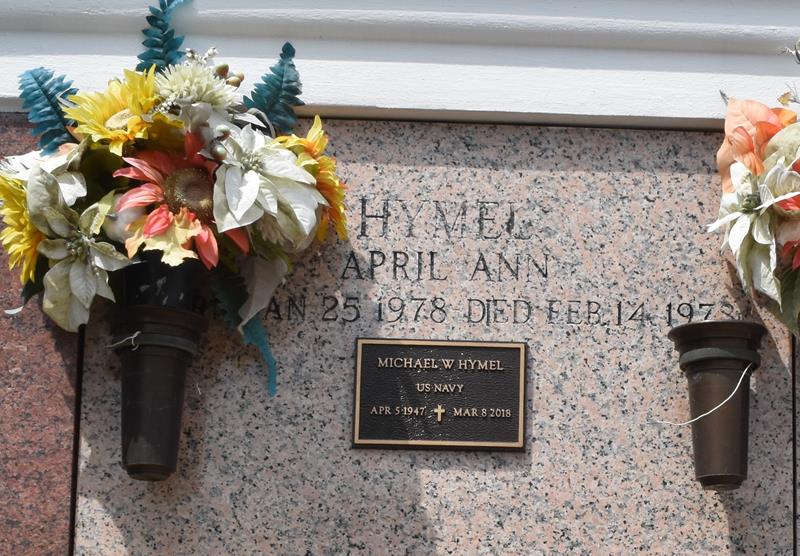 HYMEL
APRIL ANN
JAN 25 1978 DIED FEB. 14 1978
MICHAEL W HYMEL
US NAVY
APR 5 1947 ✝ MAR 8 2018